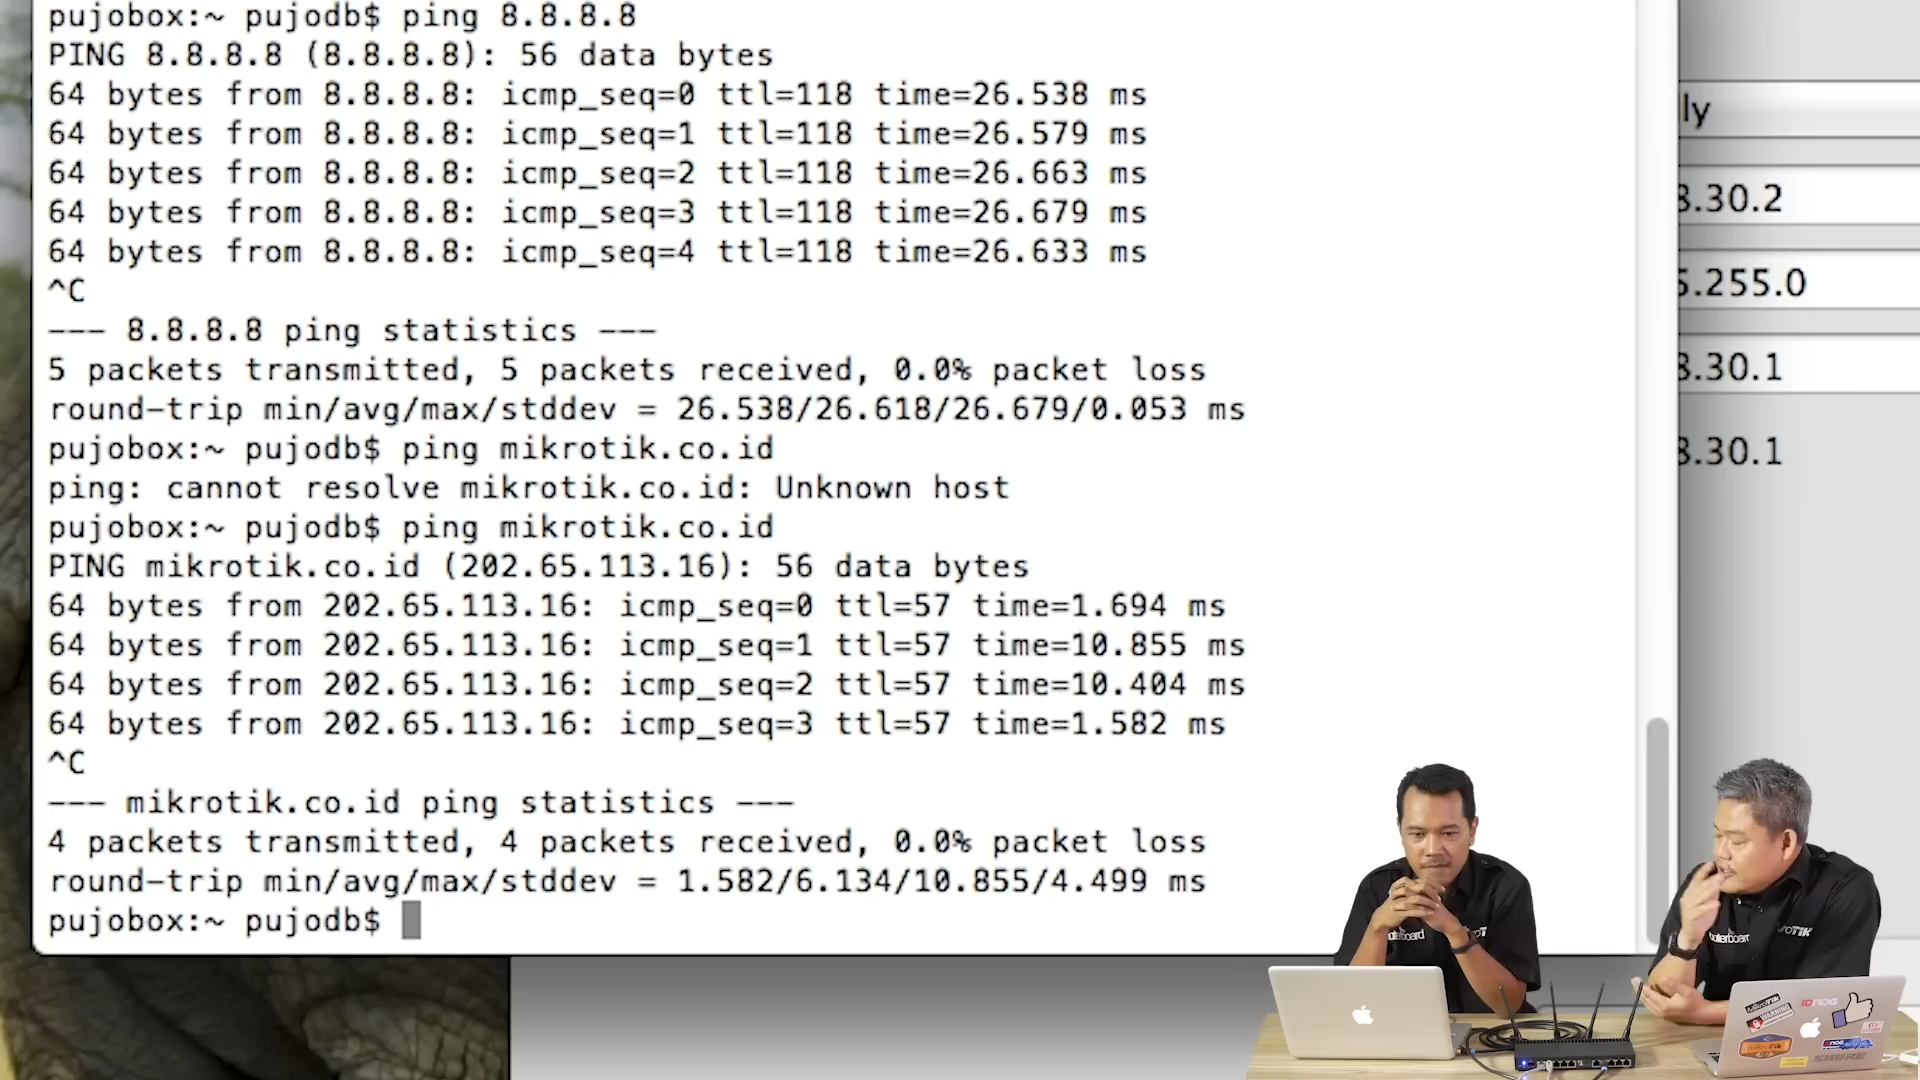 pujobox:~ pujodb$ ping 8.8.8.8
PING 8.8.8.8 (8.8.8.8): 56 data bytes
64 bytes from 8.8.8.8: icmp_seq=0 ttl=118 time=26.538 ms
64 bytes from 8.8.8.8: icmp_seq=1 ttl=118 time=26.579 ms
64 bytes from 8.8.8.8: icmp_seq=2 ttl=118 time=26.663 ms
64 bytes from 8.8.8.8: icmp_seq=3 ttl=118 time=26.679 ms
64 bytes from 8.8.8.8: icmp_seq=4 ttl=118 time=26.633 ms
^C
--- 8.8.8.8 ping statistics ---
5 packets transmitted, 5 packets received, 0.0% packet loss
round-trip min/avg/max/stddev = 26.538/26.618/26.679/0.053 ms
pujobox:~ pujodb$ ping mikrotik.co.id
ping: cannot resolve mikrotik.co.id: Unknown host
pujobox:~ pujodb$ ping mikrotik.co.id
PING mikrotik.co.id (202.65.113.16): 56 data bytes
64 bytes from 202.65.113.16: icmp_seq=0 ttl=57 time=1.694 ms
64 bytes from 202.65.113.16: icmp_seq=1 ttl=57 time=10.855 ms
64 bytes from 202.65.113.16: icmp_seq=2 ttl=57 time=10.404 ms
64 bytes from 202.65.113.16: icmp_seq=3 ttl=57 time=1.582 ms
^C
--- mikrotik.co.id ping statistics ---
4 packets transmitted, 4 packets received, 0.0% packet loss
round-trip min/avg/max/stddev = 1.582/6.134/10.855/4.499 ms
pujobox:~ pujodb$
ly
8.30.2
5.255.0
8.30.1
8.30.1
IDNOG
WARNING
MikroTik
SHURE